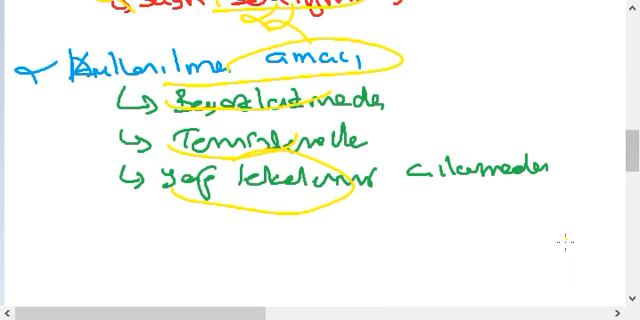 Kullanılma amacı
Beyazlatmada
Temizlemede
yağ lekelerini çıkarmada